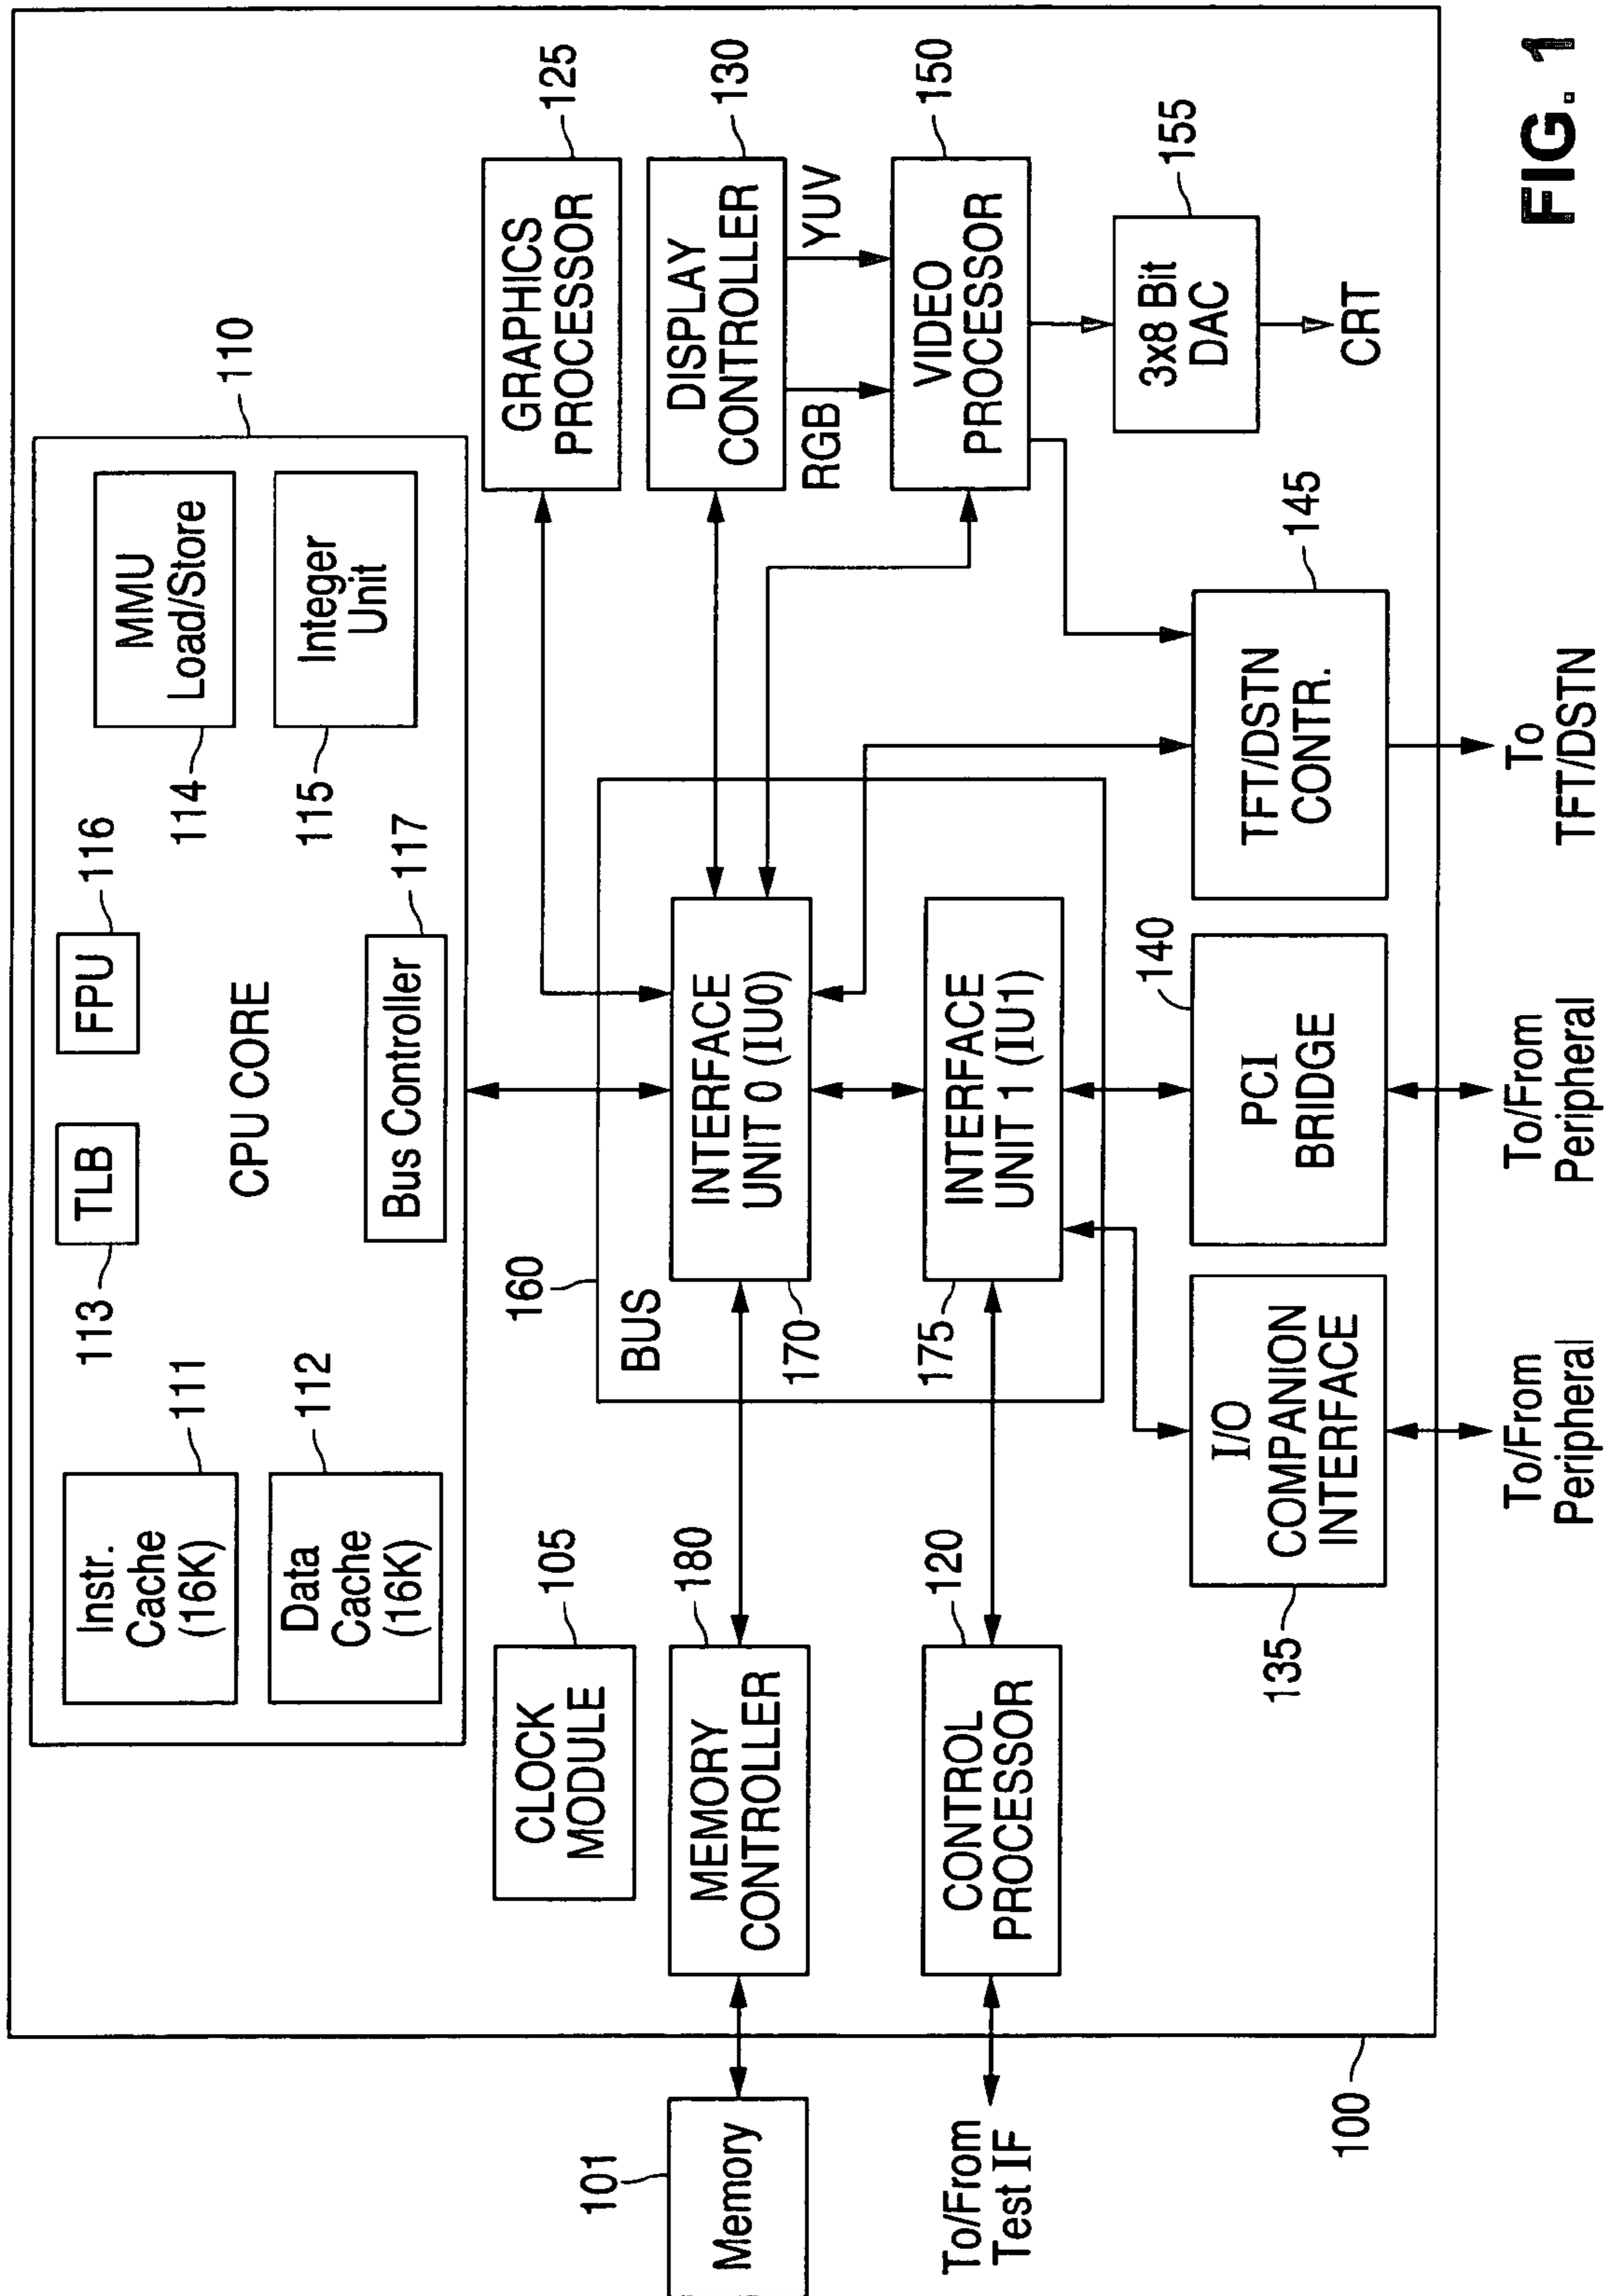 110
Instr.
Cache
(16K)
111
Data
Cache
(16K)
112
TLB
113
FPU
116
CPU CORE
Bus Controller
117
MMU
Load/Store
114
Integer
Unit
115
CLOCK
MODULE
105
GRAPHICS
PROCESSOR
125
160
BUS
Memory
101
MEMORY
CONTROLLER
180
INTERFACE
UNIT 0 (IU0)
170
DISPLAY
CONTROLLER
130
RGB
YUV
To/From
Test IF
CONTROL
PROCESSOR
120
INTERFACE
UNIT 1 (IU1)
175
VIDEO
PROCESSOR
150
I/O
COMPANION
INTERFACE
135
PCI
BRIDGE
140
TFT/DSTN
CONTR.
145
3x8 Bit
DAC
155
CRT
100
To/From
Peripheral
To/From
Peripheral
To
TFT/DSTN
FIG. 1